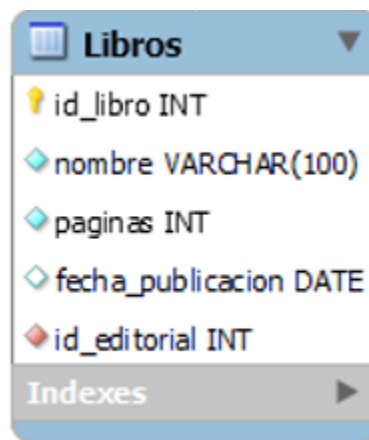 Libros
id_libro INT
nombre VARCHAR(100)
paginas INT
fecha_publicacion DATE
id_editorial INT
Indexes